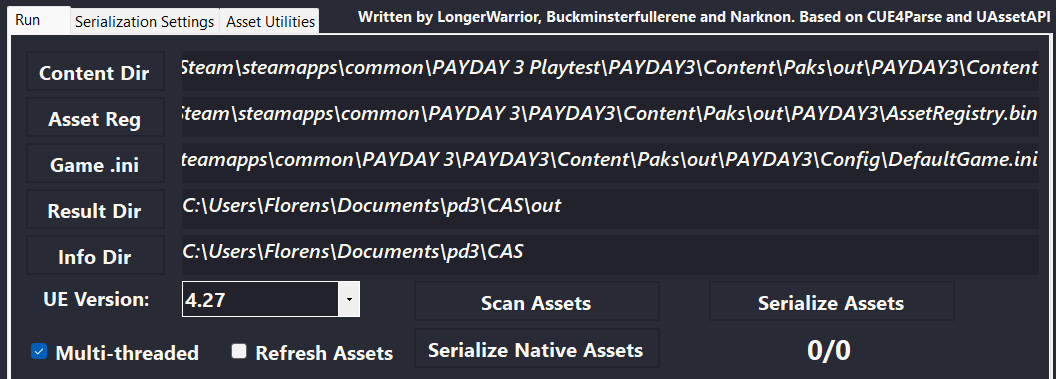 Run Serialization Settings Asset Utilities Written by LongerWarrior, Buckminsterfullerene and Narknon. Based on CUE4Parse and UAssetAPI
Content Dir Steam\steamapps\common\PAYDAY 3 Playtest\PAYDAY3\Content\Paks\out\PAYDAY3\Content
Asset Reg Steam\steamapps\common\PAYDAY 3\PAYDAY3\Content\Paks\out\PAYDAY3\AssetRegistry.bin
Game .ini teamapps\common\PAYDAY 3\PAYDAY3\Content\Paks\out\PAYDAY3\Config\DefaultGame.ini
Result Dir C:\Users\Florens\Documents\pd3\CAS\out
Info Dir C:\Users\Florens\Documents\pd3\CAS
UE Version: 4.27 Scan Assets Serialize Assets
Multi-threaded Refresh Assets Serialize Native Assets 0/0